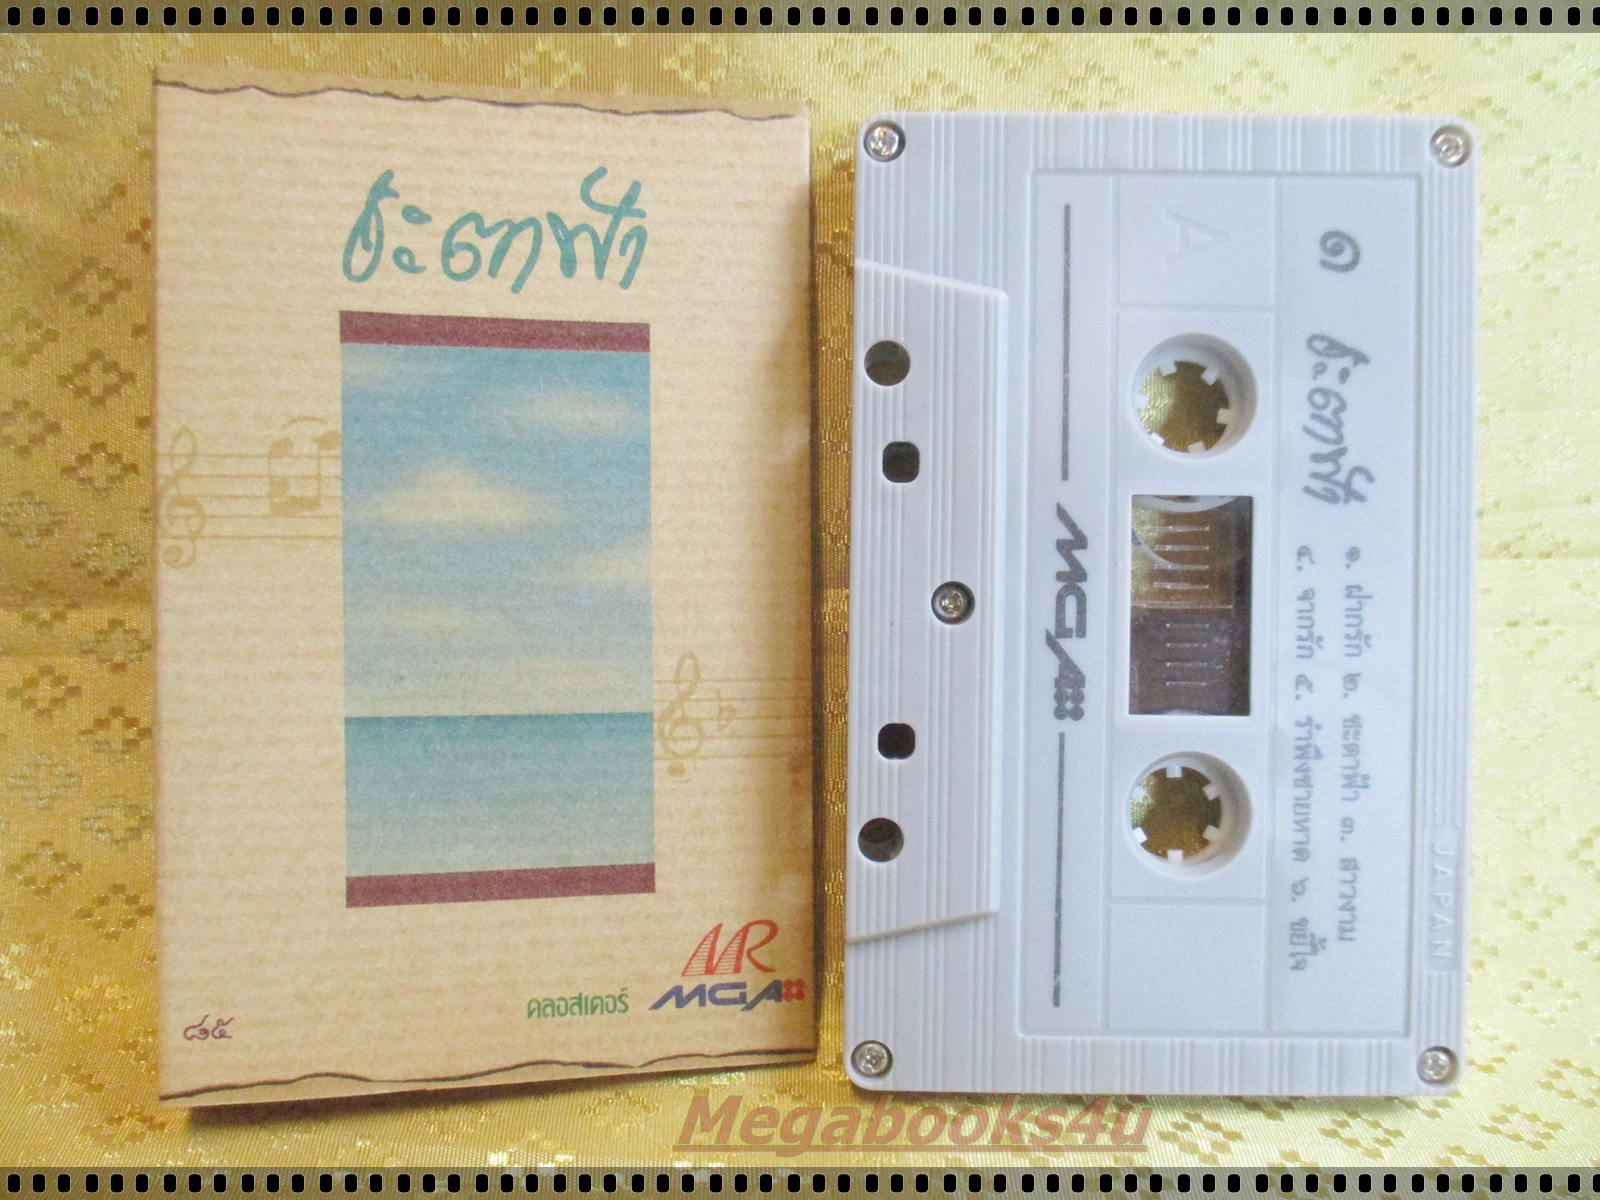 ชะตาฟ้า
MR
MGA
คลอสเตอร์
๘๕
A
๑
ชะตาฟ้า
๑. ฝากรัก ๒. ชะตาฟ้า ๓. สาวงาม
๔. จากรัก ๕. รำพึงชายหาด ๖. ขยี้ใจ
MGA
JAPAN
Megabooks4u